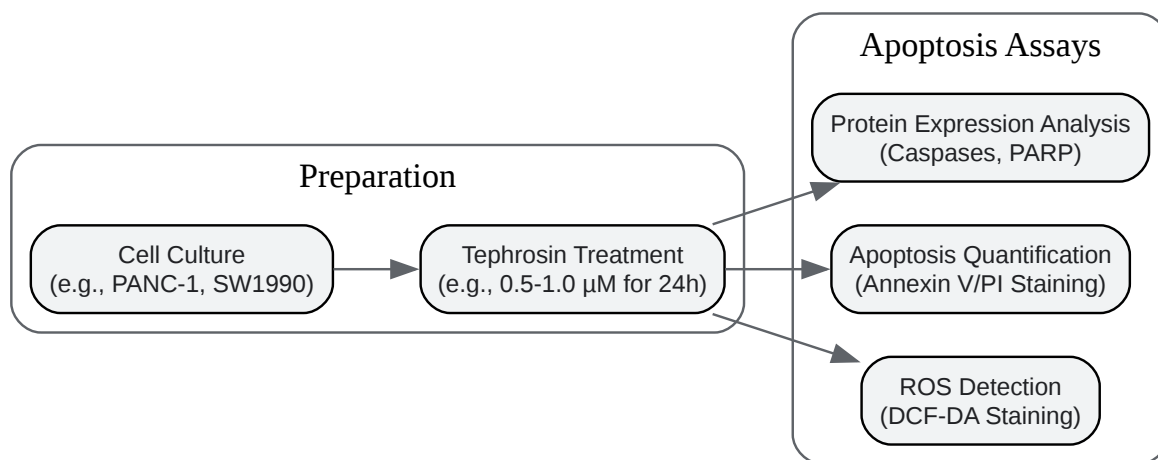 Preparation
Cell Culture
(e.g., PANC-1, SW1990)
Tephrosin Treatment
(e.g., 0.5-1.0 µM for 24h)
Apoptosis Assays
Protein Expression Analysis
(Caspases, PARP)
Apoptosis Quantification
(Annexin V/PI Staining)
ROS Detection
(DCF-DA Staining)